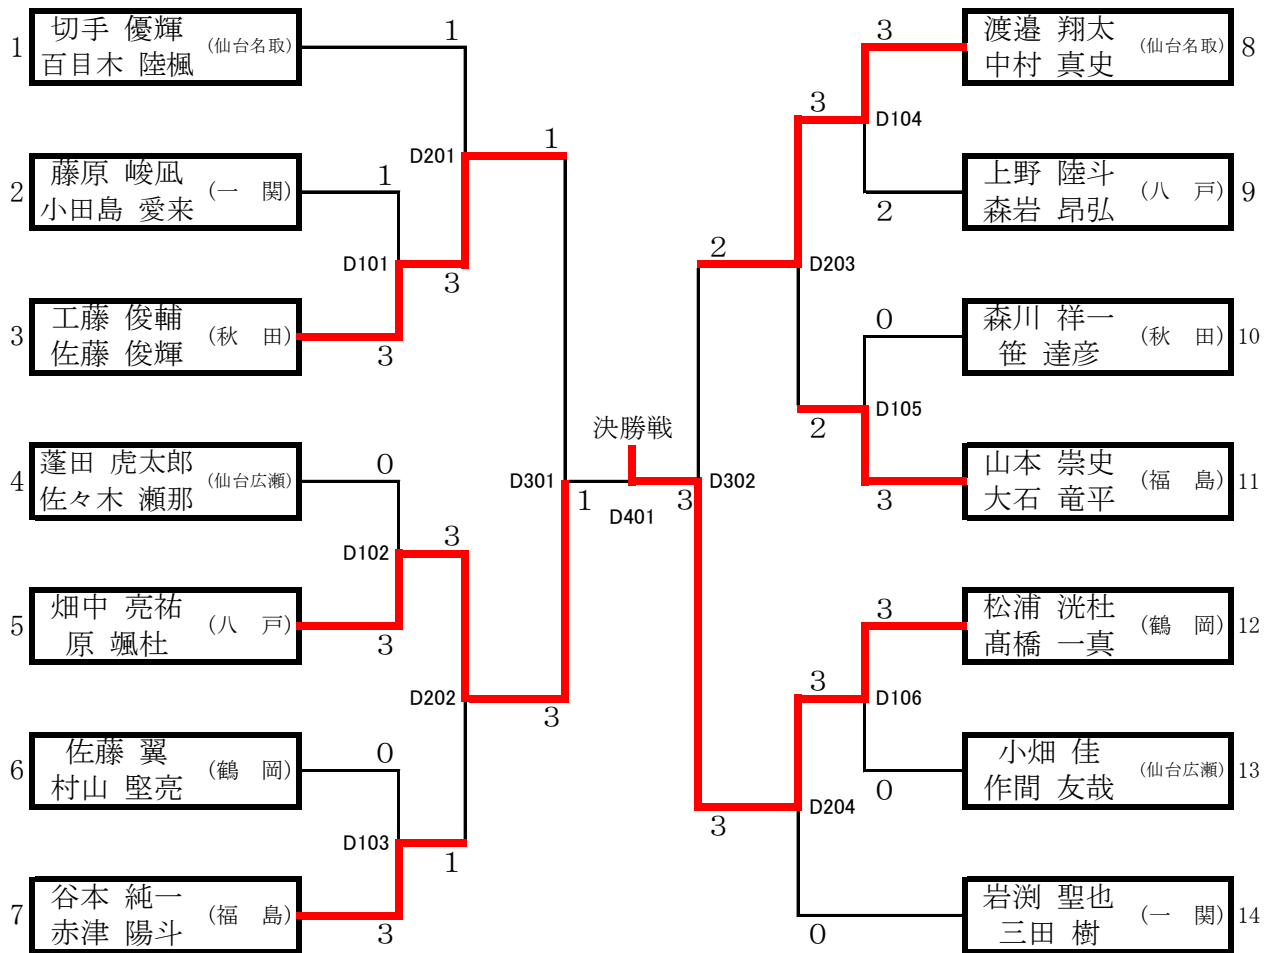 1
切手 優輝
百目木 陸楓
(仙台名取)
1
2
藤原 峻凪
小田島 愛来
(一 関)
1
D201
1
D101
3
3
工藤 俊輔
佐藤 俊輝
(秋 田)
3
4
蓬田 虎太郎
佐々木 瀬那
(仙台広瀬)
0
D301
1
D102
3
5
畑中 亮祐
原 颯杜
(八 戸)
3
D202
3
6
佐藤 翼
村山 堅亮
(鶴 岡)
0
D103
1
7
谷本 純一
赤津 陽斗
(福 島)
3
決勝戦
D401
3
D302
3
渡邉 翔太
中村 真史
(仙台名取)
8
3
D104
上野 陸斗
森岩 昂弘
(八 戸)
9
2
2
D203
0
森川 祥一
笹 達彦
(秋 田)
10
D105
2
山本 崇史
大石 竜平
(福 島)
11
3
3
松浦 洸杜
髙橋 一真
(鶴 岡)
12
3
D106
小畑 佳
作間 友哉
(仙台広瀬)
13
0
D204
3
岩渕 聖也
三田 樹
(一 関)
14
0